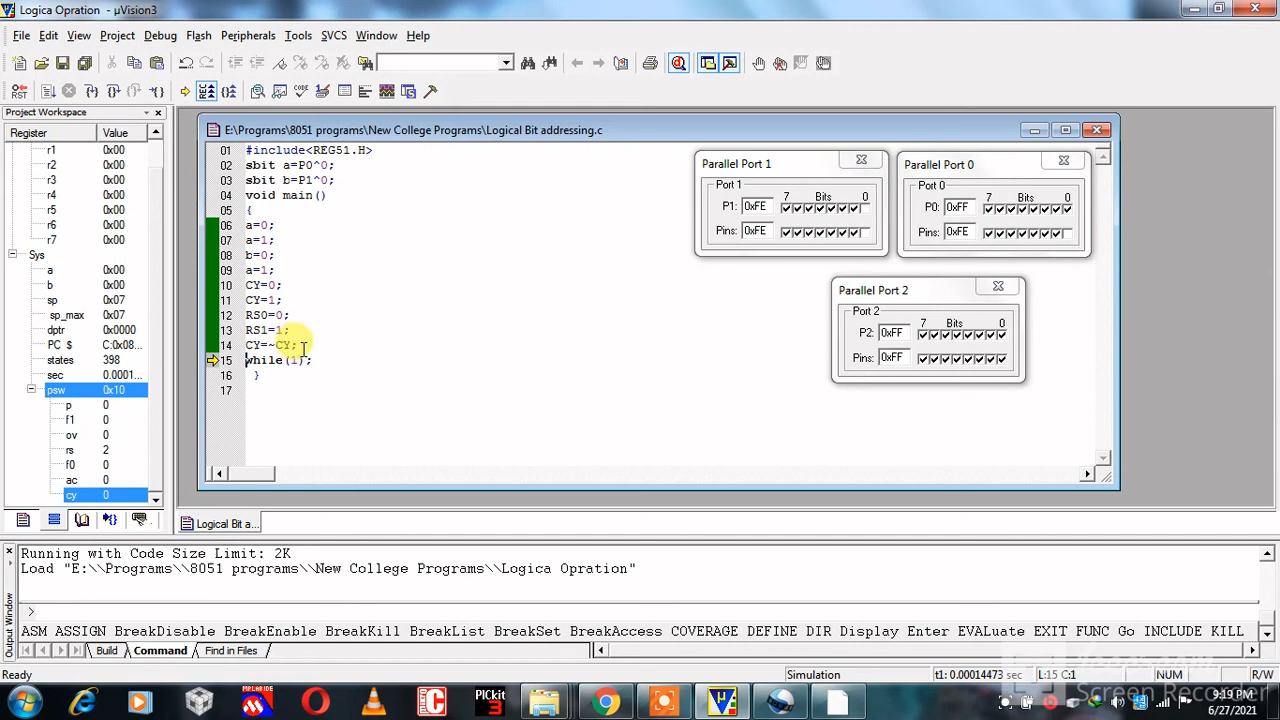 Logica Opration - µVision3
File Edit View Project Debug Flash Peripherals Tools SVCS Window Help
Project Workspace
Register Value
r1 0x00
r2 0x00
r3 0x00
r4 0x00
r5 0x00
r6 0x00
r7 0x00
Sys
a 0x00
b 0x00
sp 0x07
sp_max 0x07
dptr 0x0000
PC $ C:0x08...
states 398
sec 0.0001...
psw 0x10
p 0
f1 0
ov 0
rs 2
f0 0
ac 0
cy 0
E:\Programs\8051 programs\New College Programs\Logical Bit addressing.c
01 #include<REG51.H>
02 sbit a=P0^0;
03 sbit b=P1^0;
04 void main()
05 {
06 a=0;
07 a=1;
08 b=0;
09 a=1;
10 CY=0;
11 CY=1;
12 RS0=0;
13 RS1=1;
14 CY=~CY;
15 while(1);
16 }
17
Parallel Port 1
Port 1
7 Bits 0
P1: 0xFE
Pins: 0xFE
Parallel Port 0
Port 0
7 Bits 0
P0: 0xFF
Pins: 0xFE
Parallel Port 2
Port 2
7 Bits 0
P2: 0xFF
Pins: 0xFF
Logical Bit a...
Output Window
Running with Code Size Limit: 2K
Load "E:\\Programs\\8051 programs\\New College Programs\\Logica Opration"
>
ASM ASSIGN BreakDisable BreakEnable BreakKill BreakList BreakSet BreakAccess COVERAGE DEFINE DIR Display Enter EVALuate EXIT FUNC Go INCLUDE KILL
Build Command Find in Files
Ready Simulation t1: 0.00014473 sec L:15 C:1 NUM R/W
Screen Recorder
MPLABIDE
PICkit
3
9:19 PM
6/27/2021